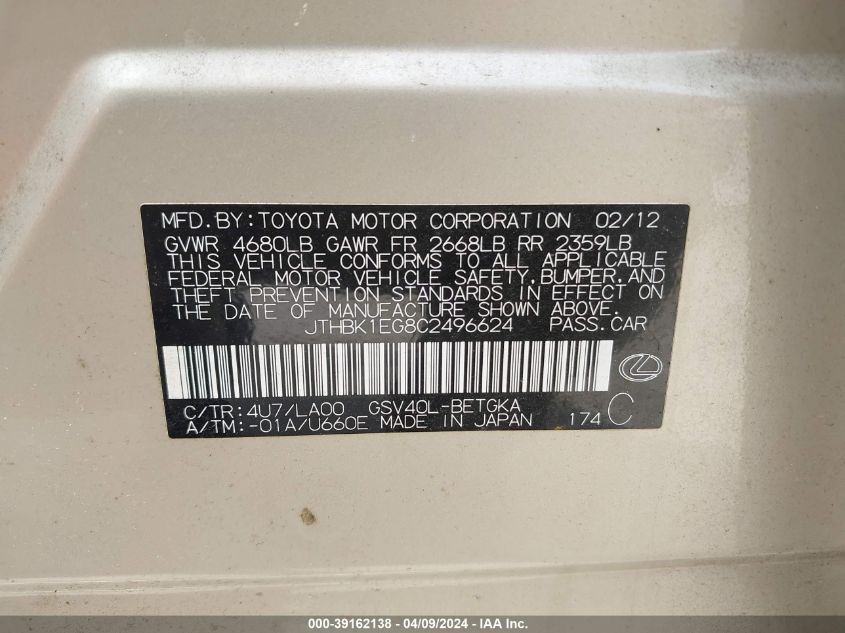 MFD.BY:TOYOTA MOTOR CORPORATION 02/12
GVWR 4680LB GAWR FR 2668LB RR 2359LB
THIS VEHICLE CONFORMS TO ALL APPLICABLE
FEDERAL MOTOR VEHICLE SAFETY,BUMPER,AND
THEFT PREVENTION STANDARDS IN EFFECT ON
THE DATE OF MANUFACTURE SHOWN ABOVE.
JTHBK1EG8C2496624 PASS.CAR
C/TR:4U7/LA00 GSV40L-BETGKA
A/TM:-01A/U660E MADE IN JAPAN 174 C
000-39162138 - 04/09/2024 - IAA Inc.